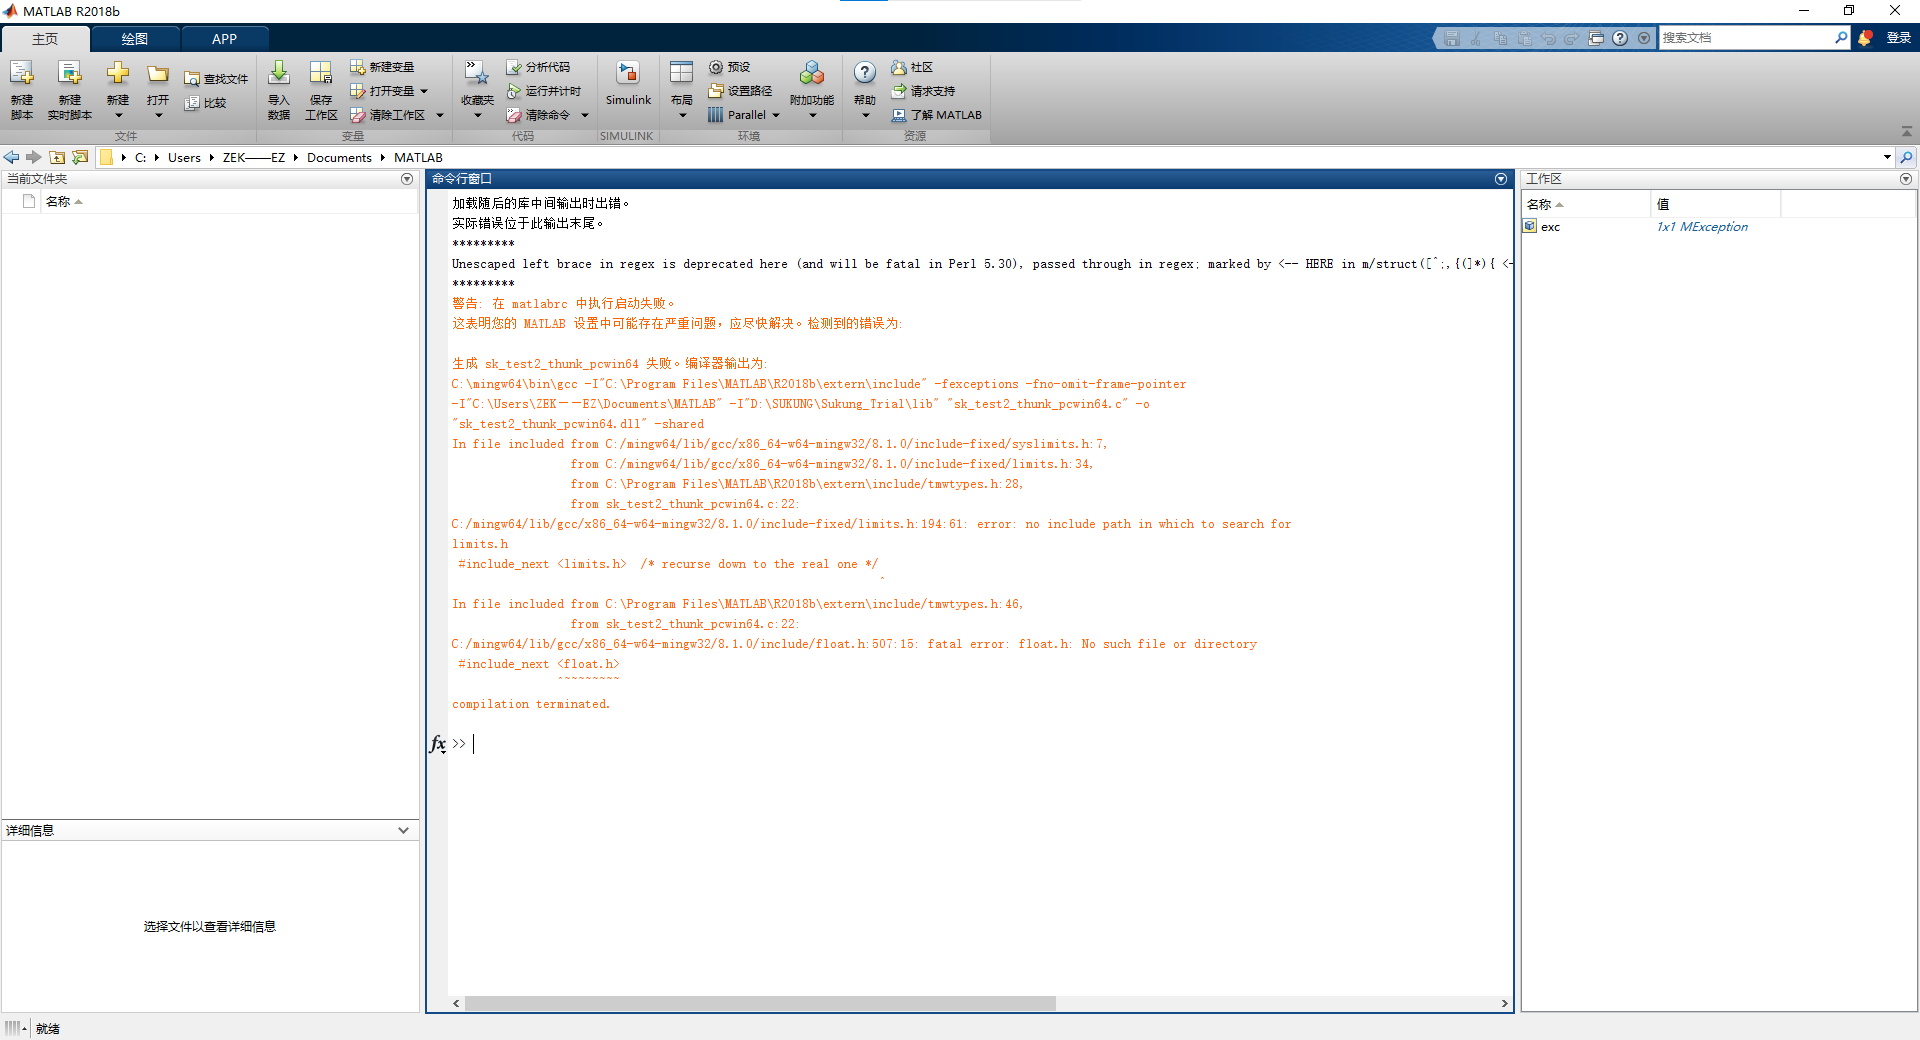 MATLAB R2018b
主页
绘图
APP
搜索文档
登录
新建
脚本
新建
实时脚本
新建
打开
查找文件
比较
文件
导入
数据
保存
工作区
新建变量
打开变量
清除工作区
变量
收藏夹
分析代码
运行并计时
清除命令
代码
Simulink
SIMULINK
布局
预设
设置路径
Parallel
环境
附加功能
帮助
社区
请求支持
了解 MATLAB
资源
C: Users ZEK——EZ Documents MATLAB
当前文件夹
名称
详细信息
选择文件以查看详细信息
命令行窗口
加载随后的库中间输出时出错。
实际错误位于此输出末尾。
*********
Unescaped left brace in regex is deprecated here (and will be fatal in Perl 5.30), passed through in regex; marked by <-- HERE in m/struct([^;,{(]*){ <-
*********
警告: 在 matlabrc 中执行启动失败。
这表明您的 MATLAB 设置中可能存在严重问题，应尽快解决。检测到的错误为:
生成 sk_test2_thunk_pcwin64 失败。编译器输出为:
C:\mingw64\bin\gcc -I"C:\Program Files\MATLAB\R2018b\extern\include" -fexceptions -fno-omit-frame-pointer
-I"C:\Users\ZEK——EZ\Documents\MATLAB" -I"D:\SUKUNG\Sukung_Trial\lib" "sk_test2_thunk_pcwin64.c" -o
"sk_test2_thunk_pcwin64.dll" -shared
In file included from C:/mingw64/lib/gcc/x86_64-w64-mingw32/8.1.0/include-fixed/syslimits.h:7,
from C:/mingw64/lib/gcc/x86_64-w64-mingw32/8.1.0/include-fixed/limits.h:34,
from C:\Program Files\MATLAB\R2018b\extern\include/tmwtypes.h:28,
from sk_test2_thunk_pcwin64.c:22:
C:/mingw64/lib/gcc/x86_64-w64-mingw32/8.1.0/include-fixed/limits.h:194:61: error: no include path in which to search for
limits.h
#include_next <limits.h>  /* recurse down to the real one */
^
In file included from C:\Program Files\MATLAB\R2018b\extern\include/tmwtypes.h:46,
from sk_test2_thunk_pcwin64.c:22:
C:/mingw64/lib/gcc/x86_64-w64-mingw32/8.1.0/include/float.h:507:15: fatal error: float.h: No such file or directory
#include_next <float.h>
^~~~~~~~~
compilation terminated.
fx >>
工作区
名称 值
exc 1x1 MException
就绪